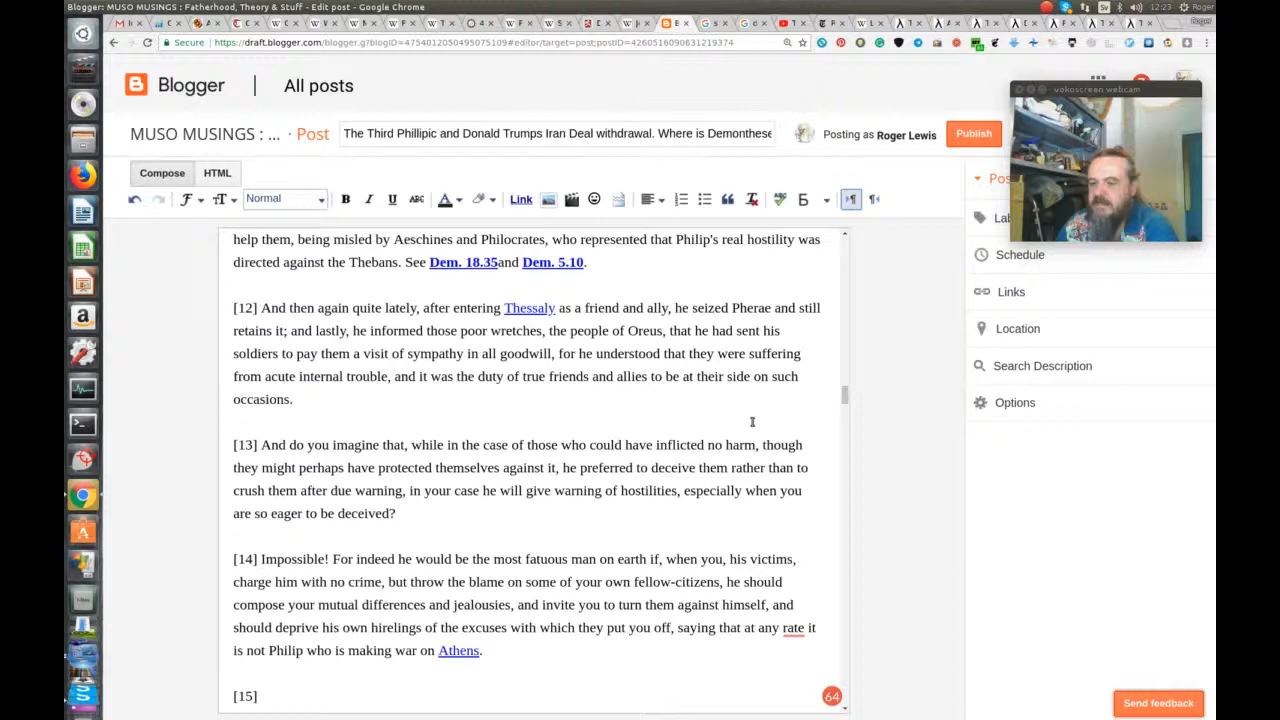 MUSO MUSINGS : Fatherhood, Theory & Stuff - Edit post - Google Chrome
12:23
Roger
Secure
https://draft.blogger.com/blogger.g?blogID=4754012050495075109#editor/target=post;postID=4260516090631219374
Blogger
All posts
vokoscreen webcam
MUSO MUSINGS : ... · Post
The Third Phillipic and Donald Trumps Iran Deal withdrawal. Where is Demonthese
Posting as Roger Lewis
Publish
Compose
HTML
Normal
Link
Schedule
Links
Location
Search Description
Options
help them, being misled by Aeschines and Philocrates, who represented that Philip's real hostility was
directed against the Thebans. See Dem. 18.35and Dem. 5.10.
[12] And then again quite lately, after entering Thessaly as a friend and ally, he seized Pherae and still
retains it; and lastly, he informed those poor wretches, the people of Oreus, that he had sent his
soldiers to pay them a visit of sympathy in all goodwill, for he understood that they were suffering
from acute internal trouble, and it was the duty of true friends and allies to be at their side on such
occasions.
[13] And do you imagine that, while in the case of those who could have inflicted no harm, though
they might perhaps have protected themselves against it, he preferred to deceive them rather than to
crush them after due warning, in your case he will give warning of hostilities, especially when you
are so eager to be deceived?
[14] Impossible! For indeed he would be the most fatuous man on earth if, when you, his victims,
charge him with no crime, but throw the blame on some of your own fellow-citizens, he should
compose your mutual differences and jealousies, and invite you to turn them against himself, and
should deprive his own hirelings of the excuses with which they put you off, saying that at any rate it
is not Philip who is making war on Athens.
[15]
64
Send feedback